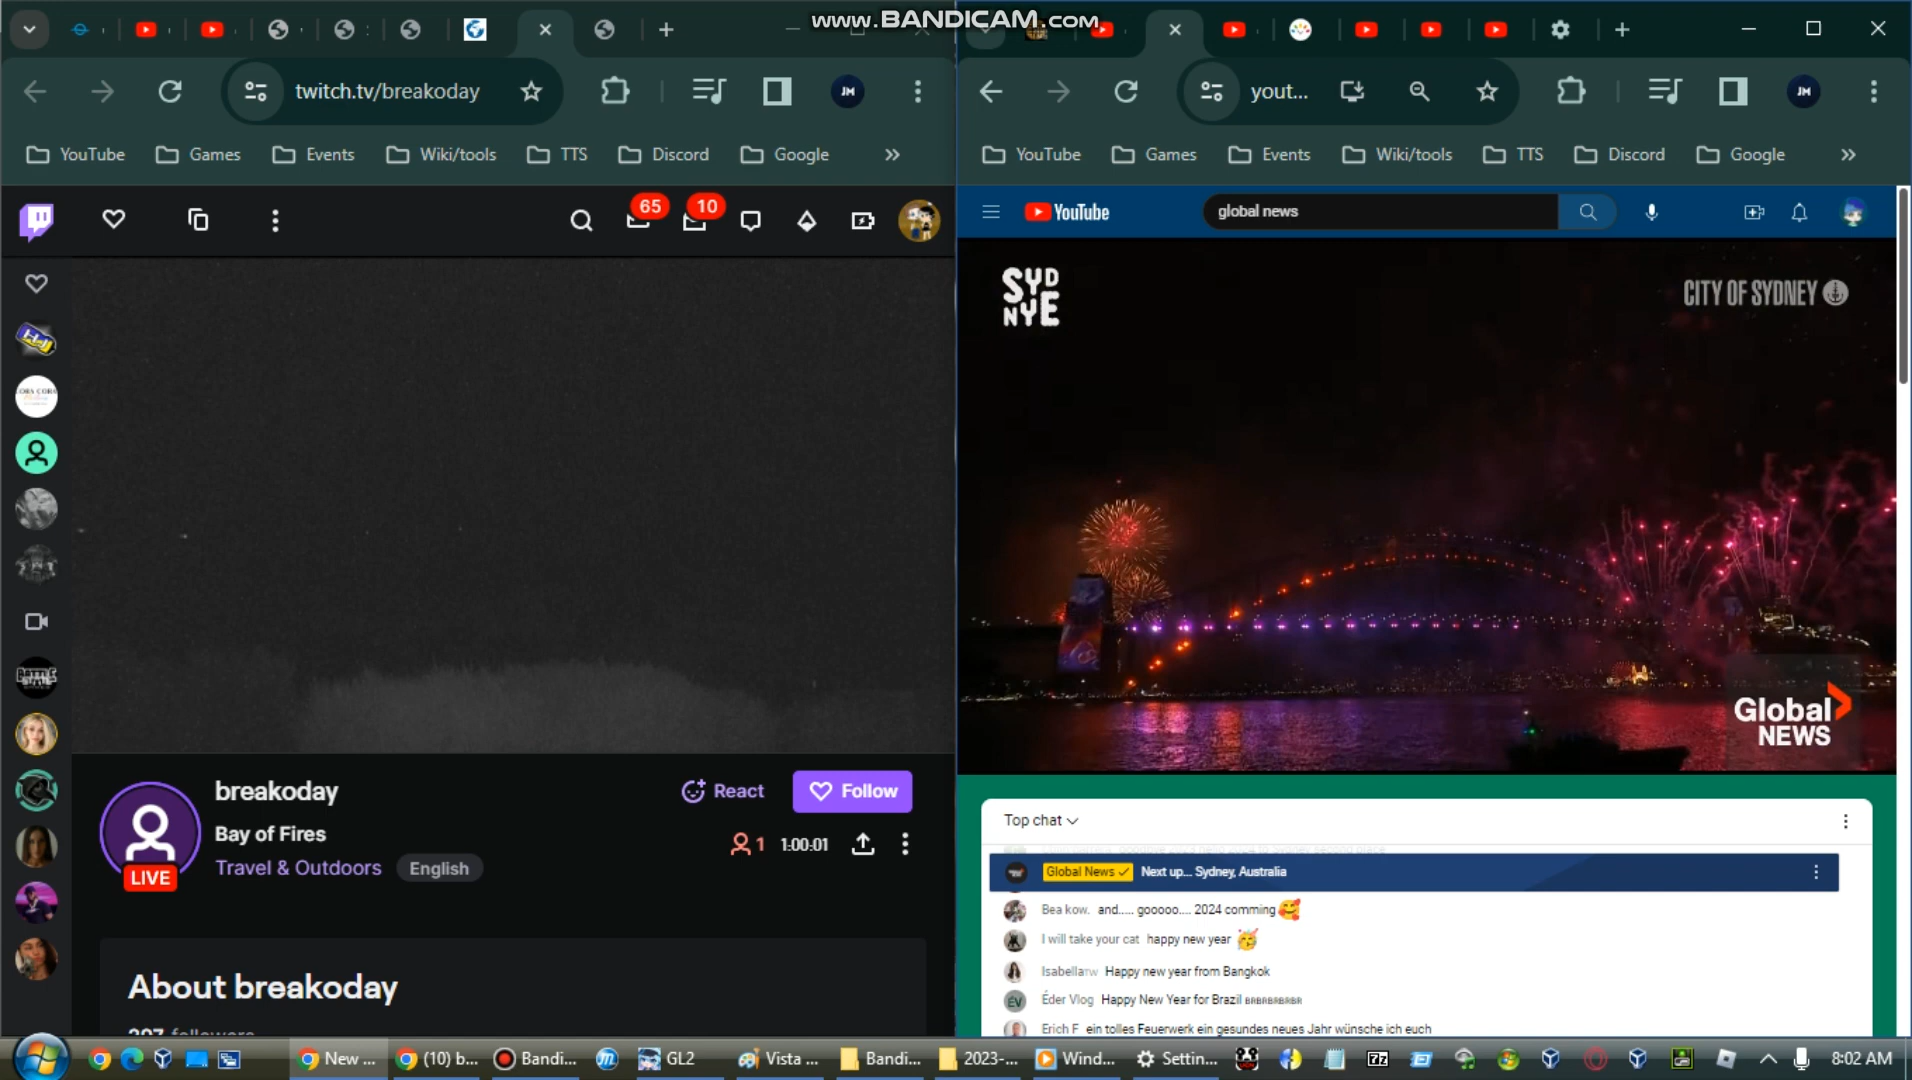 www.BANDICAM.com
twitch.tv/breakoday
JM
YouTube
Games
Events
Wiki/tools
TTS
Discord
Google
65
10
breakoday
React
Follow
Bay of Fires
1
1:00:01
Travel & Outdoors
English
LIVE
About breakoday
followers
yout...
JM
YouTube
Games
Events
Wiki/tools
TTS
Discord
Google
YouTube
global news
SYD
NYE
CITY OF SYDNEY
Global
NEWS
Top chat
Global News
Next up... Sydney, Australia
Bea kow. and..... gooooo.... 2024 comming
I will take your cat happy new year
Isabellarw Happy new year from Bangkok
ÉV
Éder Vlog Happy New Year for Brazil
Erich F ein tolles Feuerwerk ein gesundes neues Jahr wünsche ich euch
New ...
(10) b...
Bandi...
GL2
Vista ...
Bandi...
2023-...
Wind...
Settin...
7z
8:02 AM